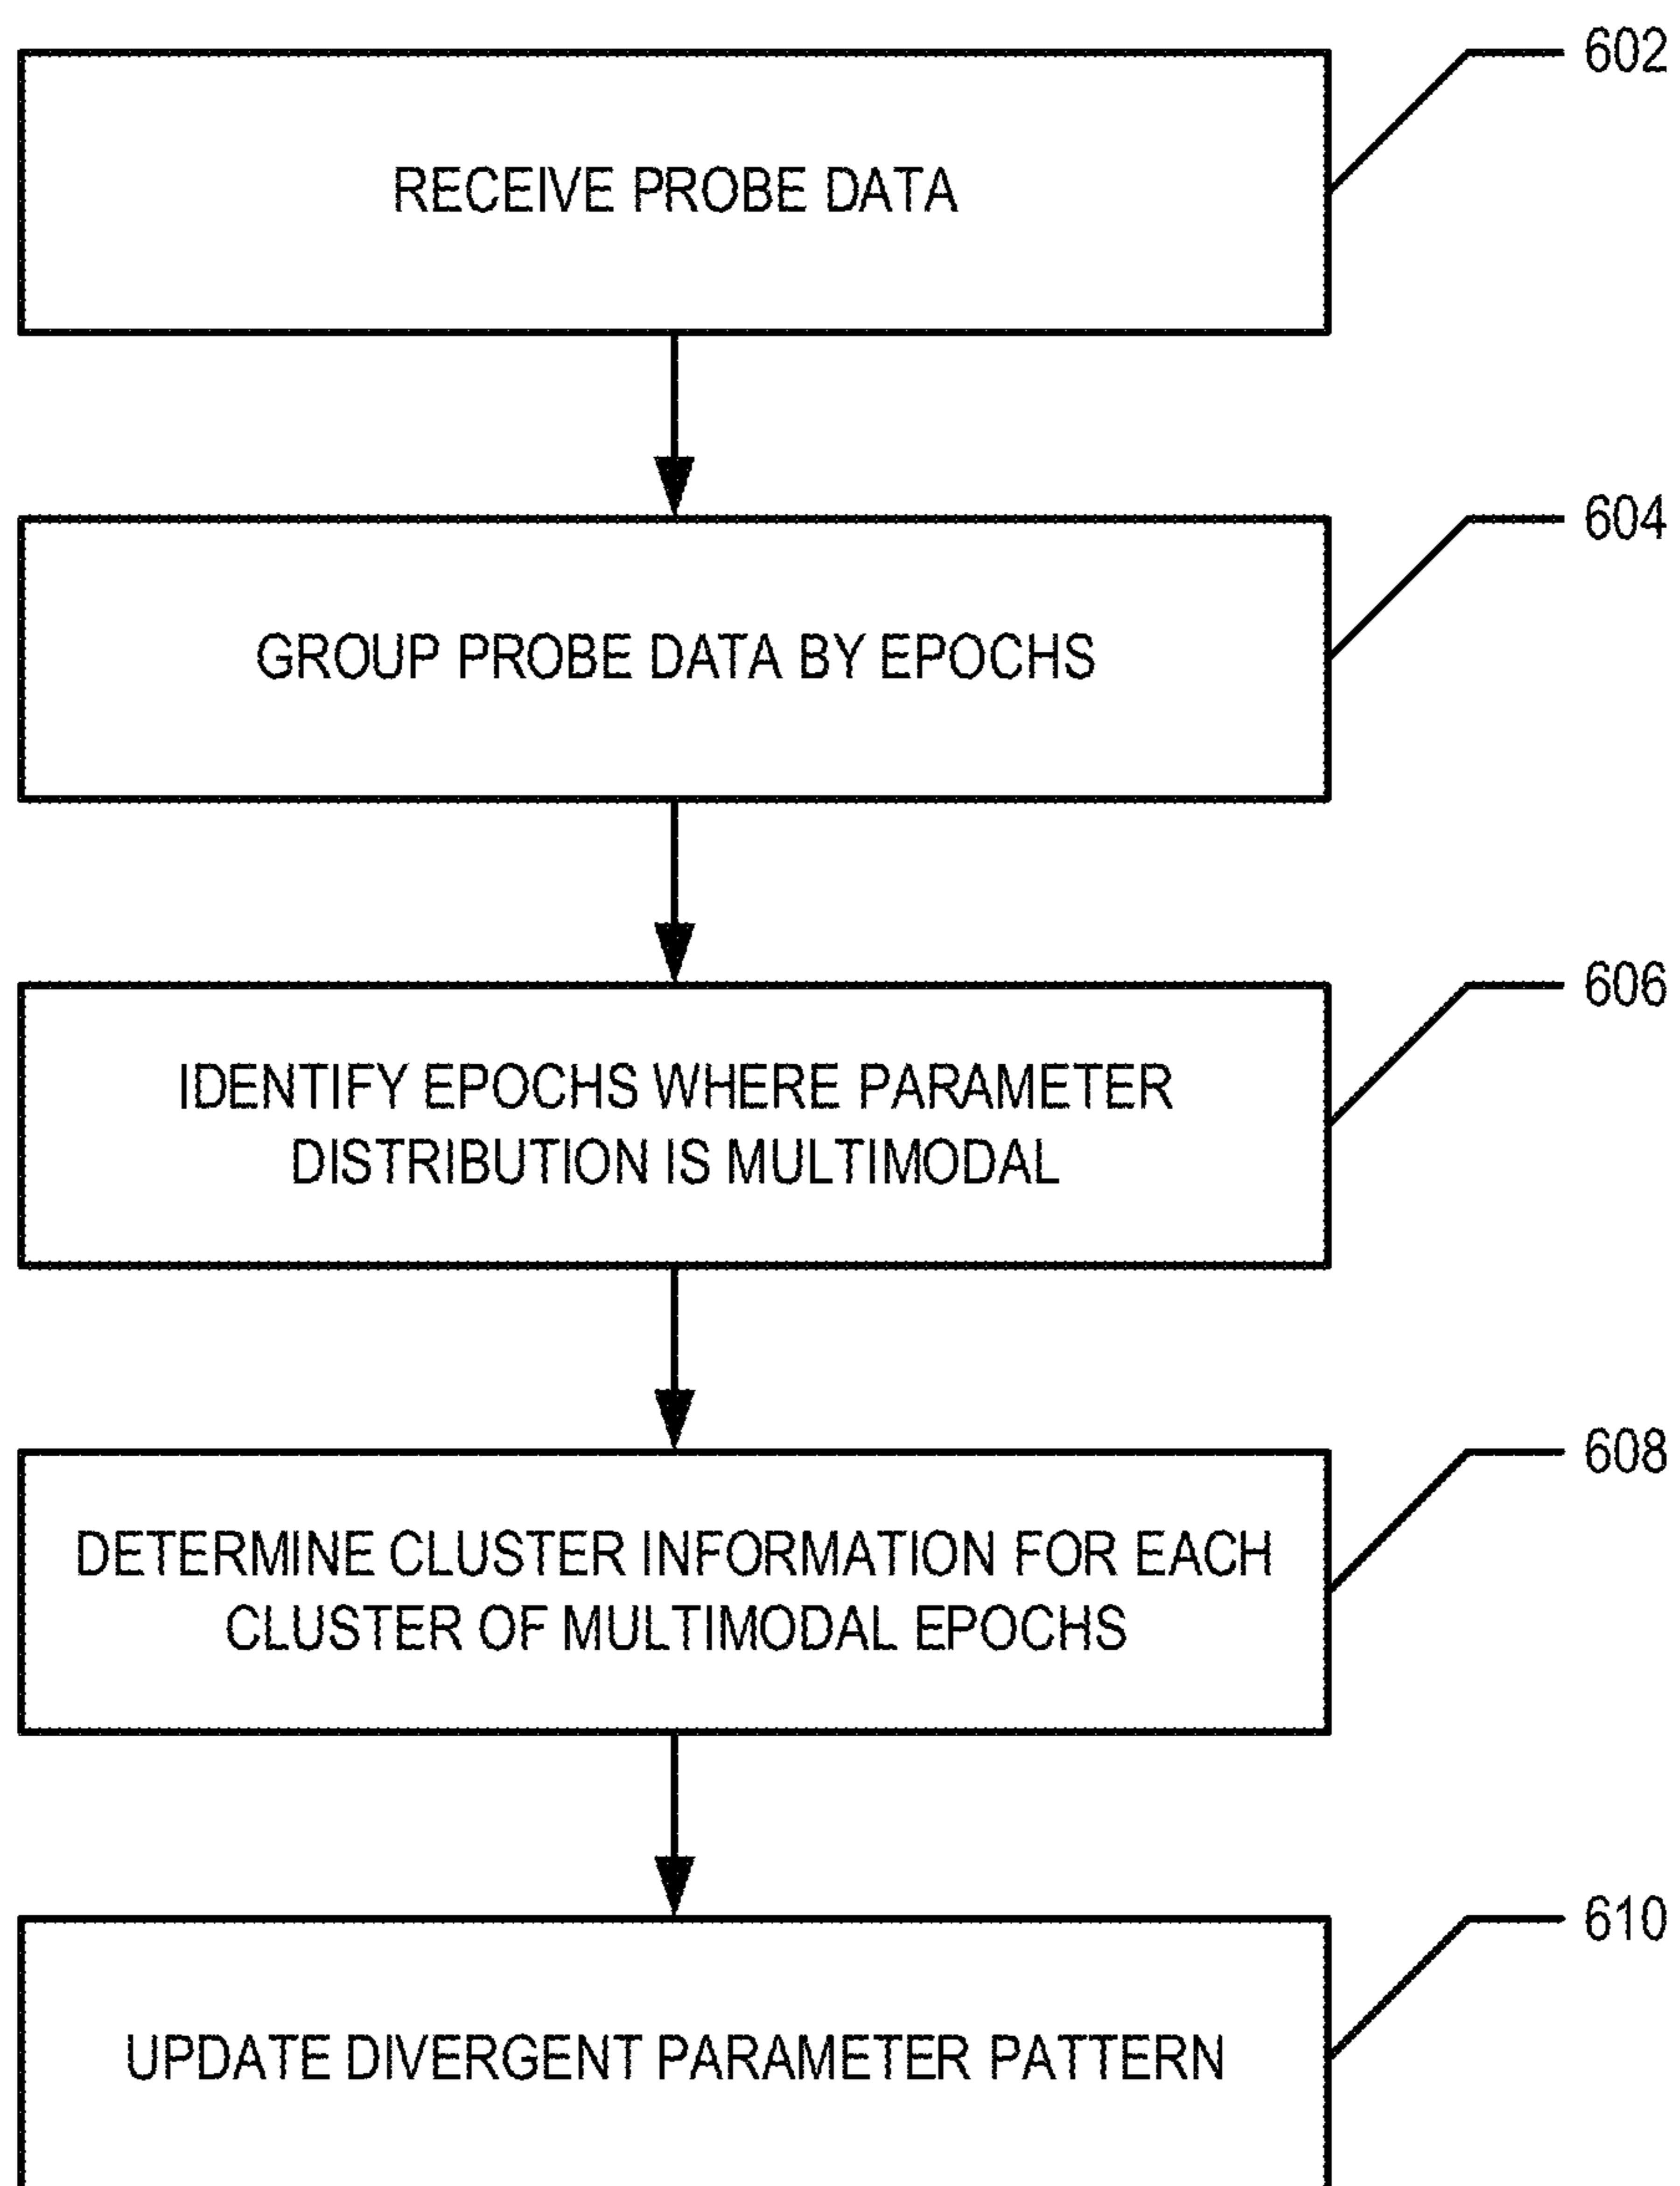 602
RECEIVE PROBE DATA
604
GROUP PROBE DATA BY EPOCHS
606
IDENTIFY EPOCHS WHERE PARAMETER
DISTRIBUTION IS MULTIMODAL
608
DETERMINE CLUSTER INFORMATION FOR EACH
CLUSTER OF MULTIMODAL EPOCHS
610
UPDATE DIVERGENT PARAMETER PATTERN